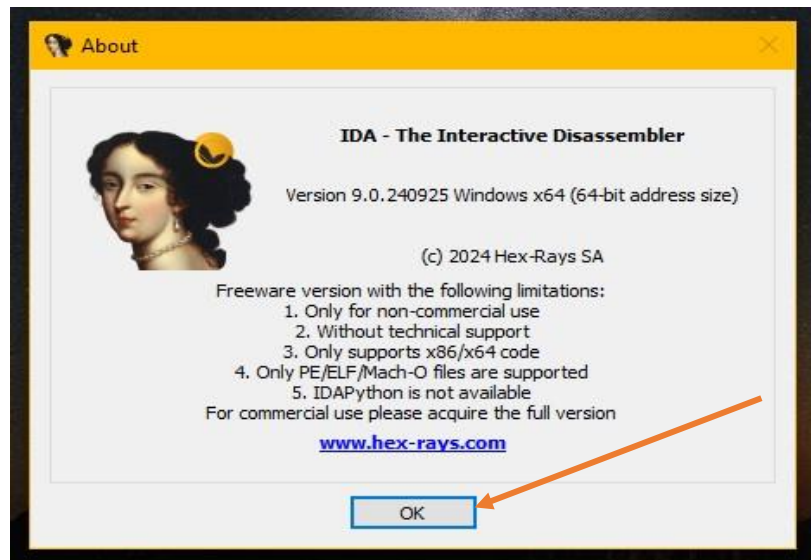 About
IDA - The Interactive Disassembler
Version 9.0.240925 Windows x64 (64-bit address size)
(c) 2024 Hex-Rays SA
Freeware version with the following limitations:
1. Only for non-commercial use
2. Without technical support
3. Only supports x86/x64 code
4. Only PE/ELF/Mach-O files are supported
5. IDAPython is not available
For commercial use please acquire the full version
www.hex-rays.com
OK